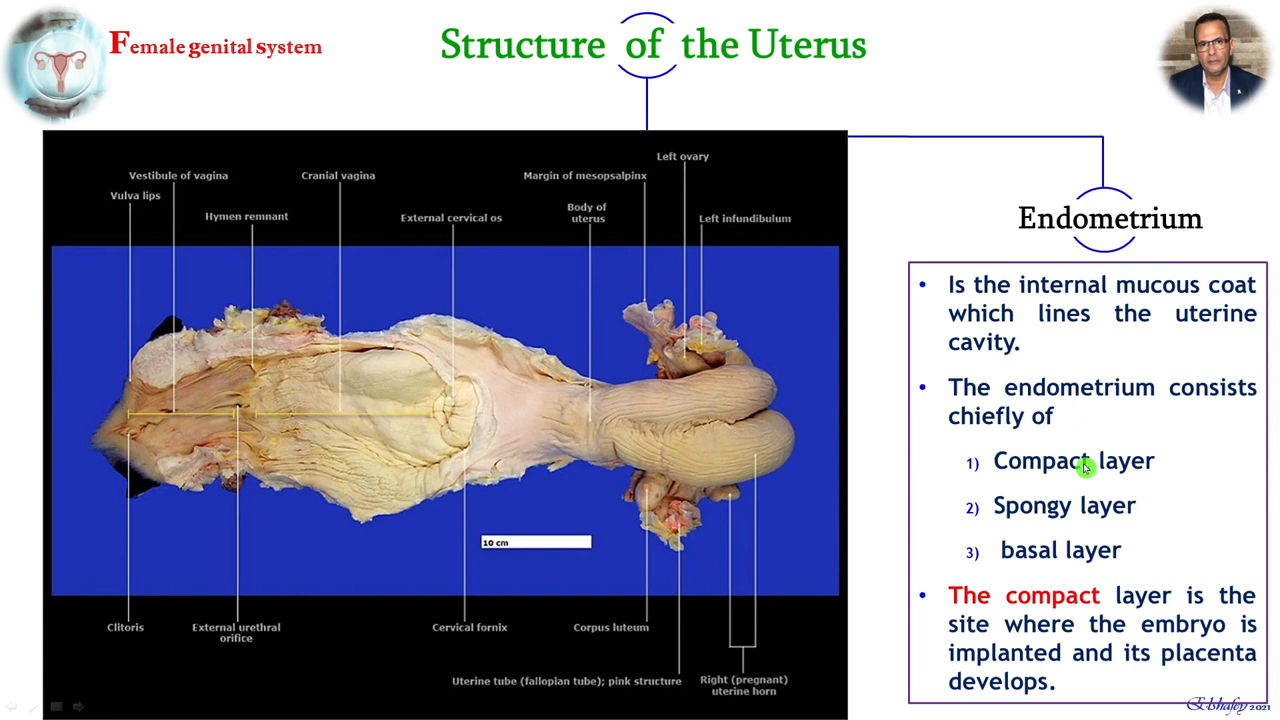 Female genital system
Structure of the Uterus
Left ovary
Vestibule of vagina
Cranial vagina
Margin of mesopsalpinx
Vulva lips
Hymen remnant
External cervical os
Body of
uterus
Left infundibulum
10 cm
Clitoris
External urethral
orifice
Cervical fornix
Corpus luteum
Uterine tube (fallopian tube); pink structure
Right (pregnant)
uterine horn
Endometrium
• Is the internal mucous coat
which lines the uterine
cavity.
• The endometrium consists
chiefly of
1) Compact layer
2) Spongy layer
3) basal layer
• The compact layer is the
site where the embryo is
implanted and its placenta
develops.
Elshafey 2021